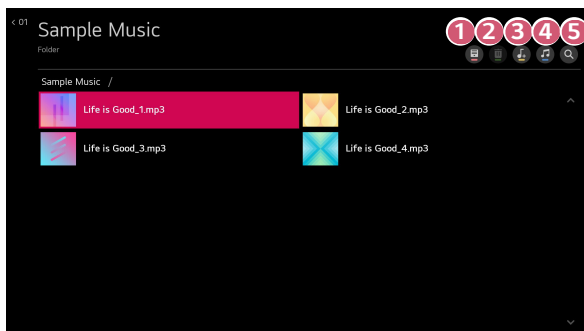 < 01
Sample Music
Folder
1 2 3 4 5
Sample Music /
Life is Good_1.mp3
Life is Good_2.mp3
Life is Good_3.mp3
Life is Good_4.mp3